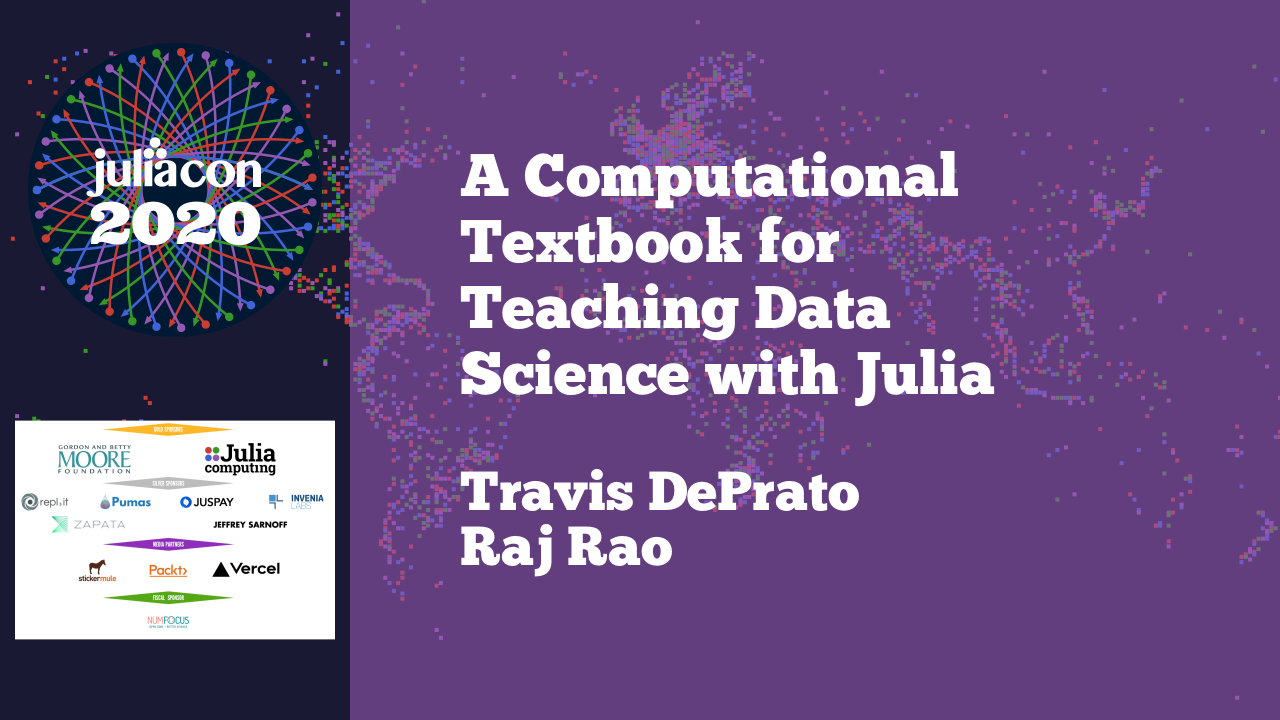 juliacon
2020
GOLD SPONSORS
GORDON AND BETTY
MOORE
FOUNDATION
Julia
computing
SILVER SPONSORS
repl.it
Pumas
JUSPAY
INVENIA
LABS
ZAPATA
JEFFREY SARNOFF
MEDIA PARTNERS
stickermule
Packt>
Vercel
FISCAL SPONSOR
NUMFOCUS
A Computational
Textbook for
Teaching Data
Science with Julia
Travis DePrato
Raj Rao